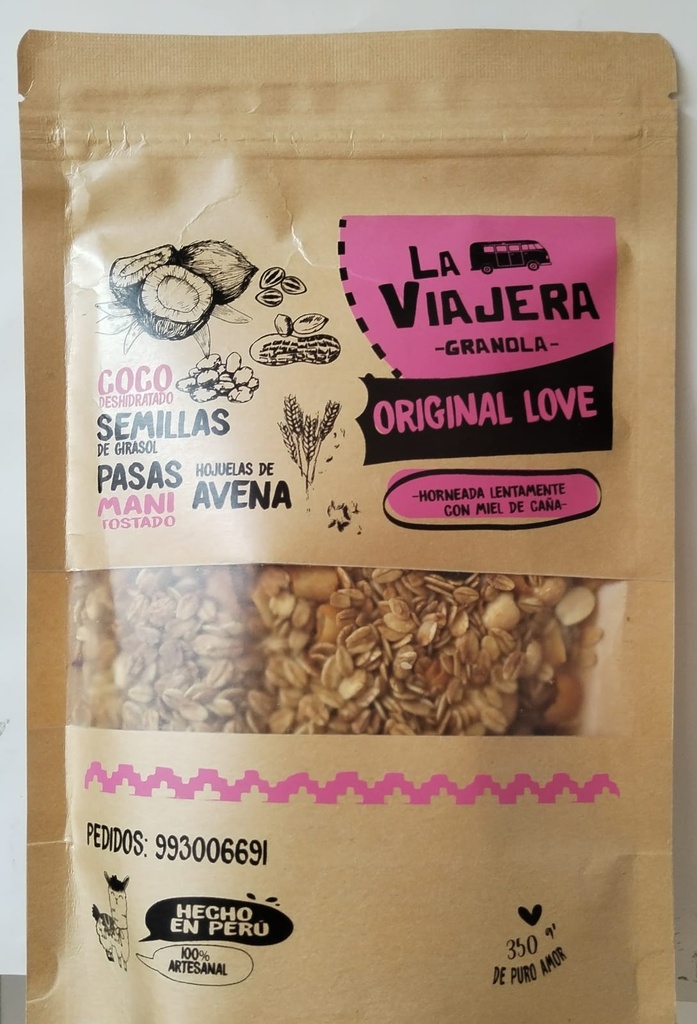 LA
VIAJERA
-GRANOLA-
ORIGINAL LOVE
-HORNEADA LENTAMENTE
CON MIEL DE CAÑA-
COCO
DESHIDRATADO
SEMILLAS
DE GIRASOL
PASAS
MANI
TOSTADO
HOJUELAS DE
AVENA
PEDIDOS: 993006691
HECHO
EN PERÚ
100%
ARTESANAL
350 gr
DE PURO AMOR